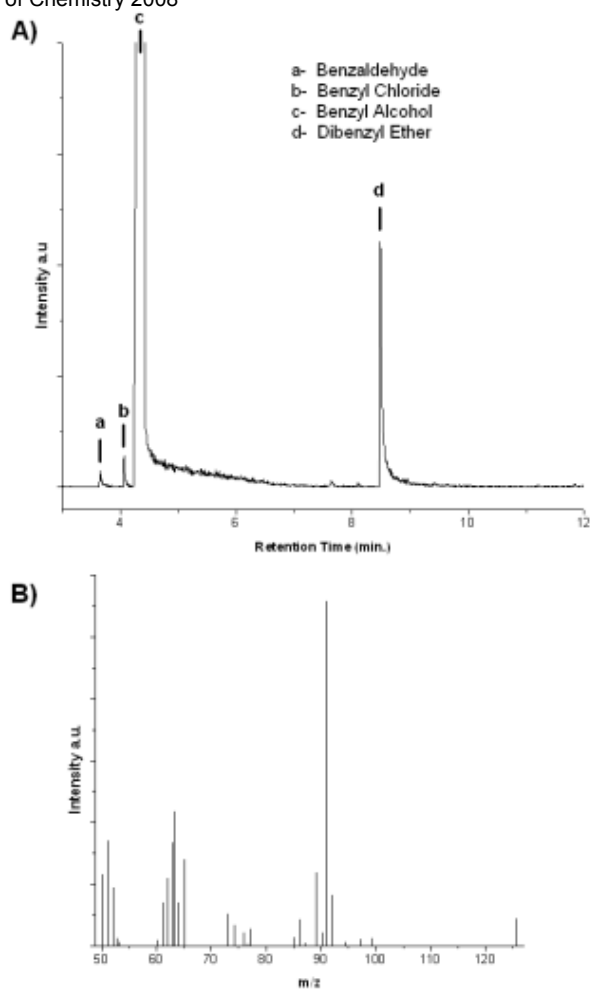 of Chemistry 2008
A)
c
a- Benzaldehyde
b- Benzyl Chloride
c- Benzyl Alcohol
d- Dibenzyl Ether
d
a
b
Intensity a.u
4 6 8 10 12
Retention Time (min.)
B)
Intensity a.u.
50 60 70 80 90 100 110 120
m/z